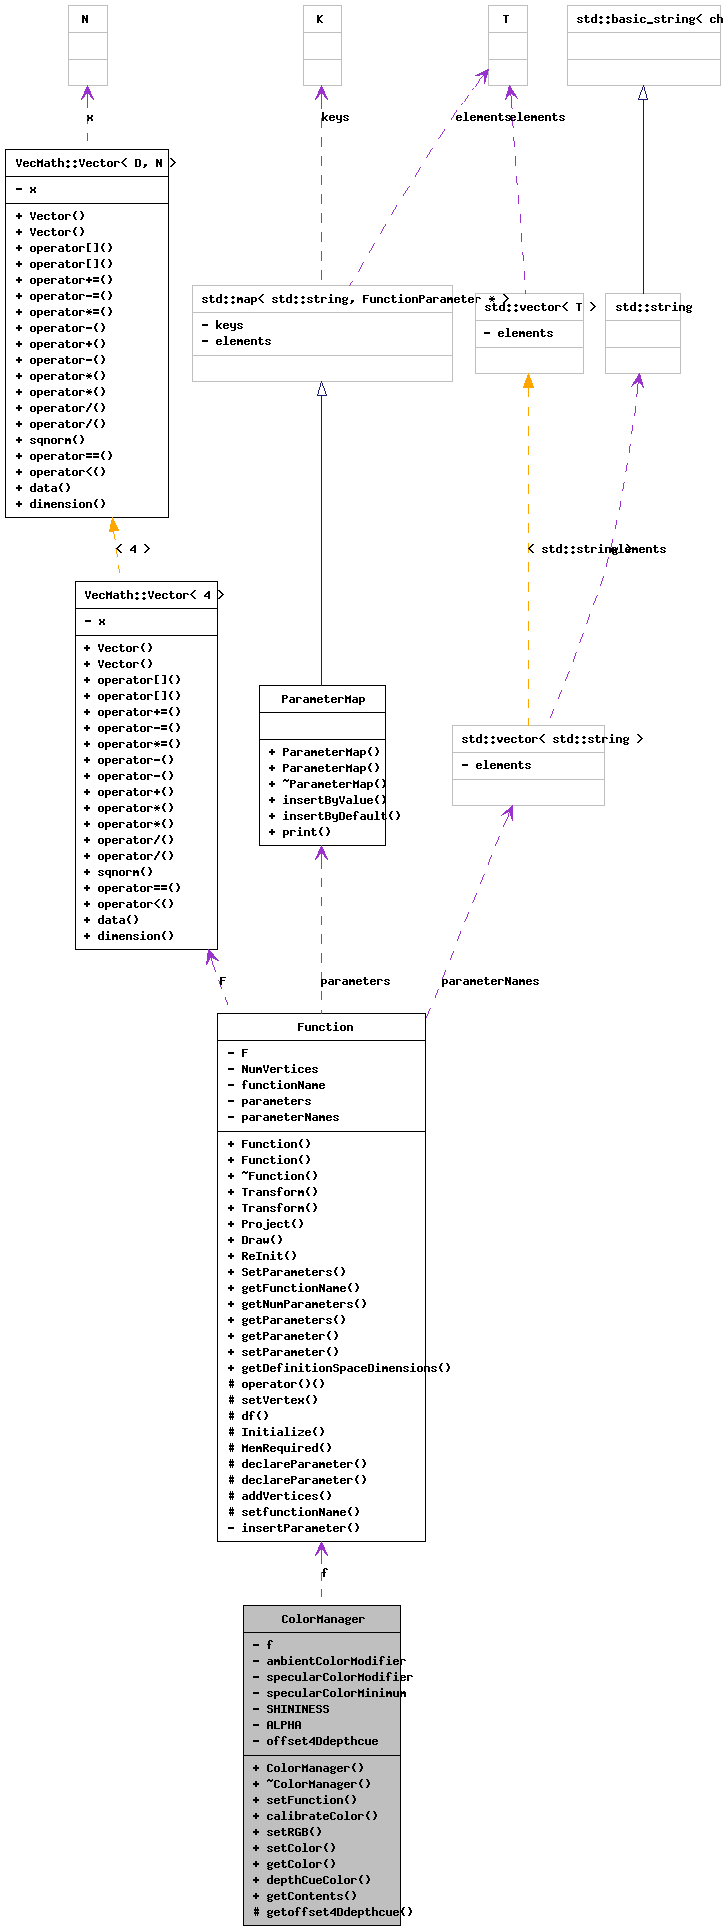 N
K
T
std::basic_string< ch
x
keys
elements
elements
VecMath::Vector< D, N >
- x
+ Vector()
+ Vector()
+ operator[]()
+ operator[]()
+ operator+=()
+ operator-=()
+ operator*=()
+ operator-()
+ operator+()
+ operator-()
+ operator*()
+ operator*()
+ operator/()
+ operator/()
+ sqnorm()
+ operator==()
+ operator<()
+ data()
+ dimension()
std::map< std::string, FunctionParameter * >
- keys
- elements
std::vector< T >
- elements
std::string
< 4 >
< std::string >
elements
VecMath::Vector< 4 >
- x
+ Vector()
+ Vector()
+ operator[]()
+ operator[]()
+ operator+=()
+ operator-=()
+ operator*=()
+ operator-()
+ operator-()
+ operator+()
+ operator*()
+ operator*()
+ operator/()
+ operator/()
+ sqnorm()
+ operator==()
+ operator<()
+ data()
+ dimension()
ParameterMap
+ ParameterMap()
+ ParameterMap()
+ ~ParameterMap()
+ insertByValue()
+ insertByDefault()
+ print()
std::vector< std::string >
- elements
F
parameters
parameterNames
Function
- F
- NumVertices
- functionName
- parameters
- parameterNames
+ Function()
+ Function()
+ ~Function()
+ Transform()
+ Transform()
+ Project()
+ Draw()
+ ReInit()
+ SetParameters()
+ getFunctionName()
+ getNumParameters()
+ getParameters()
+ getParameter()
+ setParameter()
+ getDefinitionSpaceDimensions()
# operator()()
# setVertex()
# df()
# Initialize()
# MemRequired()
# declareParameter()
# declareParameter()
# addVertices()
# setfunctionName()
- insertParameter()
f
ColorManager
- f
- ambientColorModifier
- specularColorModifier
- specularColorMinimum
- SHININESS
- ALPHA
- offset4Ddepthcue
+ ColorManager()
+ ~ColorManager()
+ setFunction()
+ calibrateColor()
+ setRGB()
+ setColor()
+ getColor()
+ depthCueColor()
+ getContents()
# getoffset4Ddepthcue()